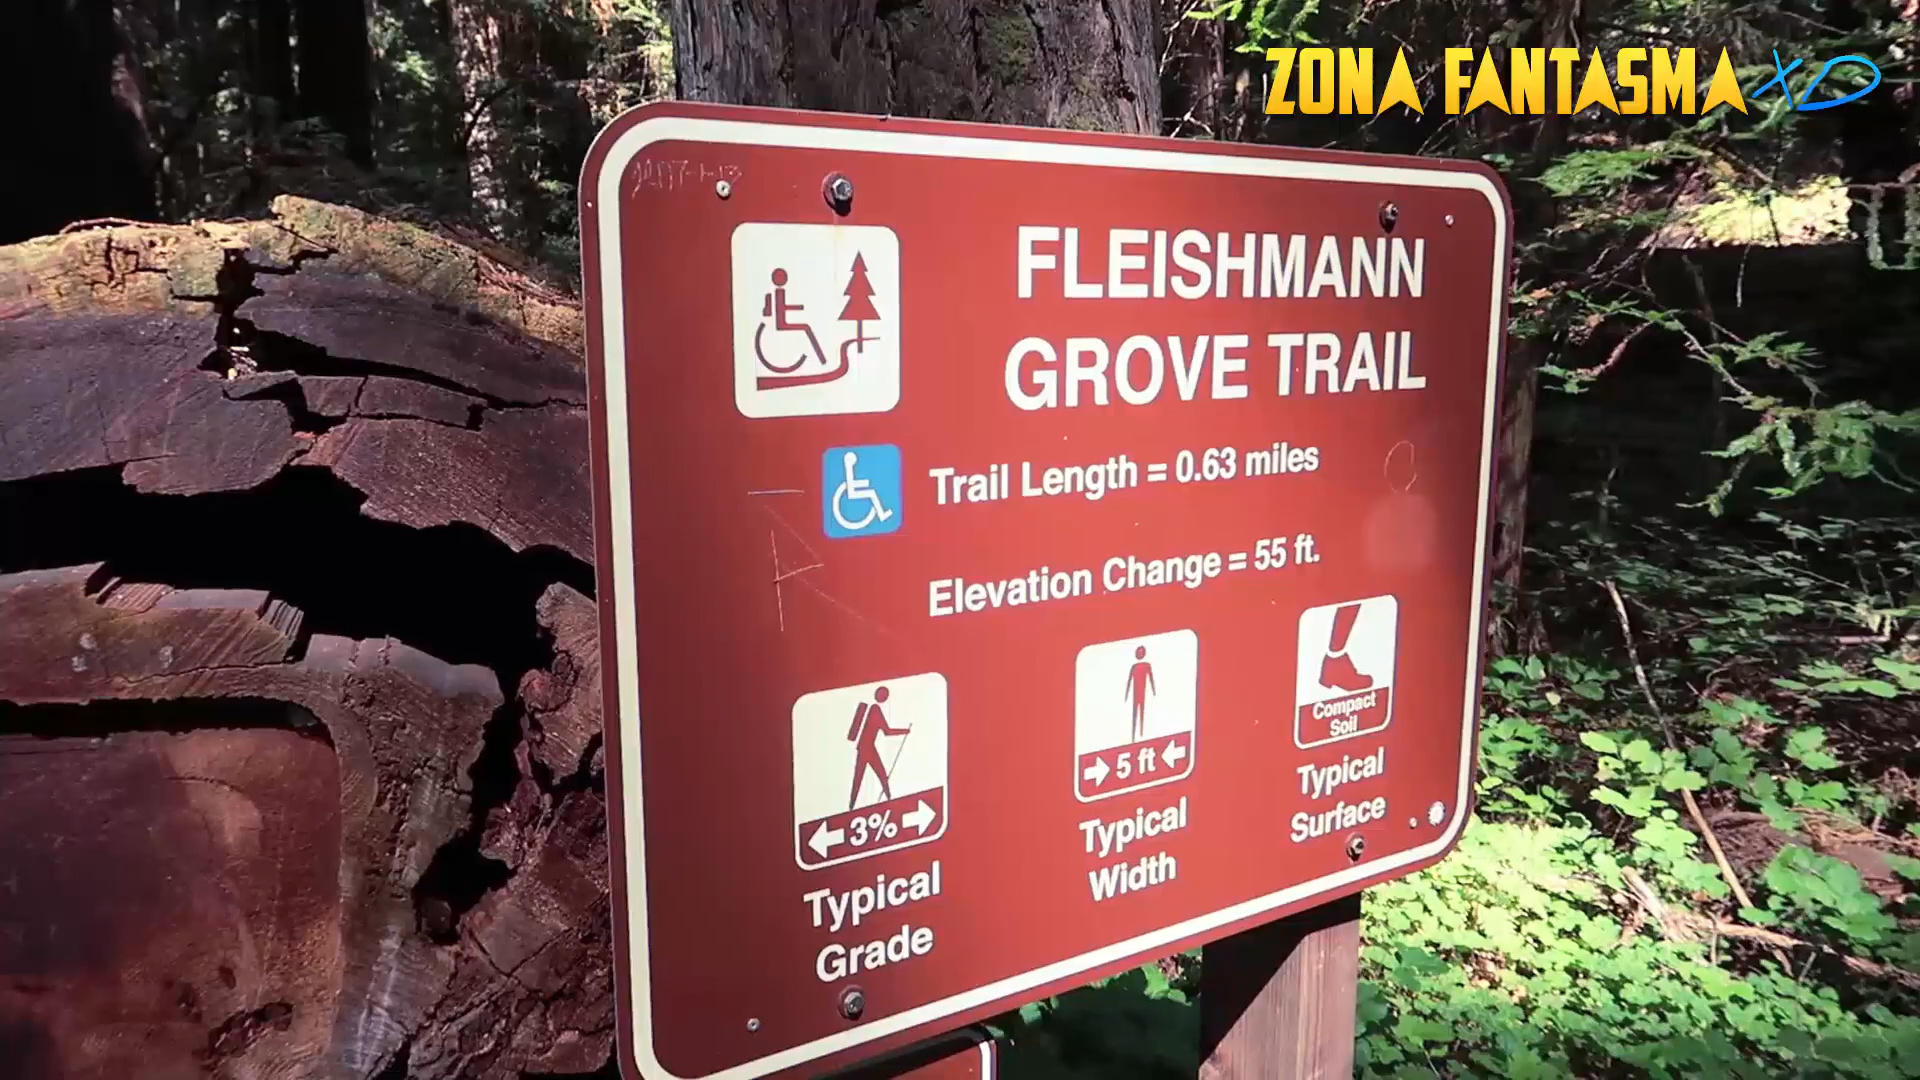 ZONA FANTASMA XD
FLEISHMANN
GROVE TRAIL
Trail Length = 0.63 miles
Elevation Change = 55 ft.
3%
Typical
Grade
5 ft
Typical
Width
Compact
Soil
Typical
Surface